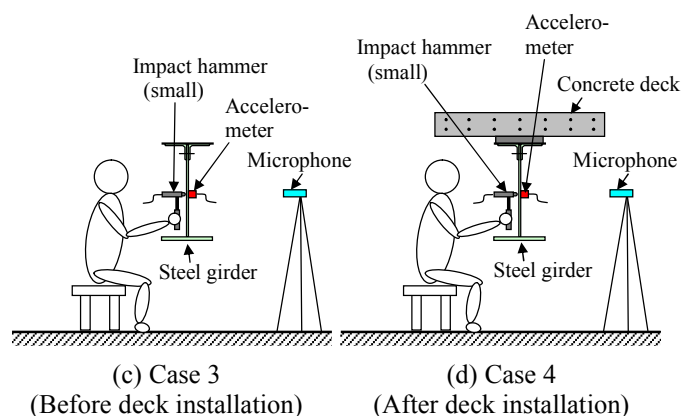 Impact hammer
(small)
Accelero-
meter
Microphone
Steel girder
(c) Case 3
(Before deck installation)
Accelero-
meter
Impact hammer
(small)
Concrete deck
Microphone
Steel girder
(d) Case 4
(After deck installation)